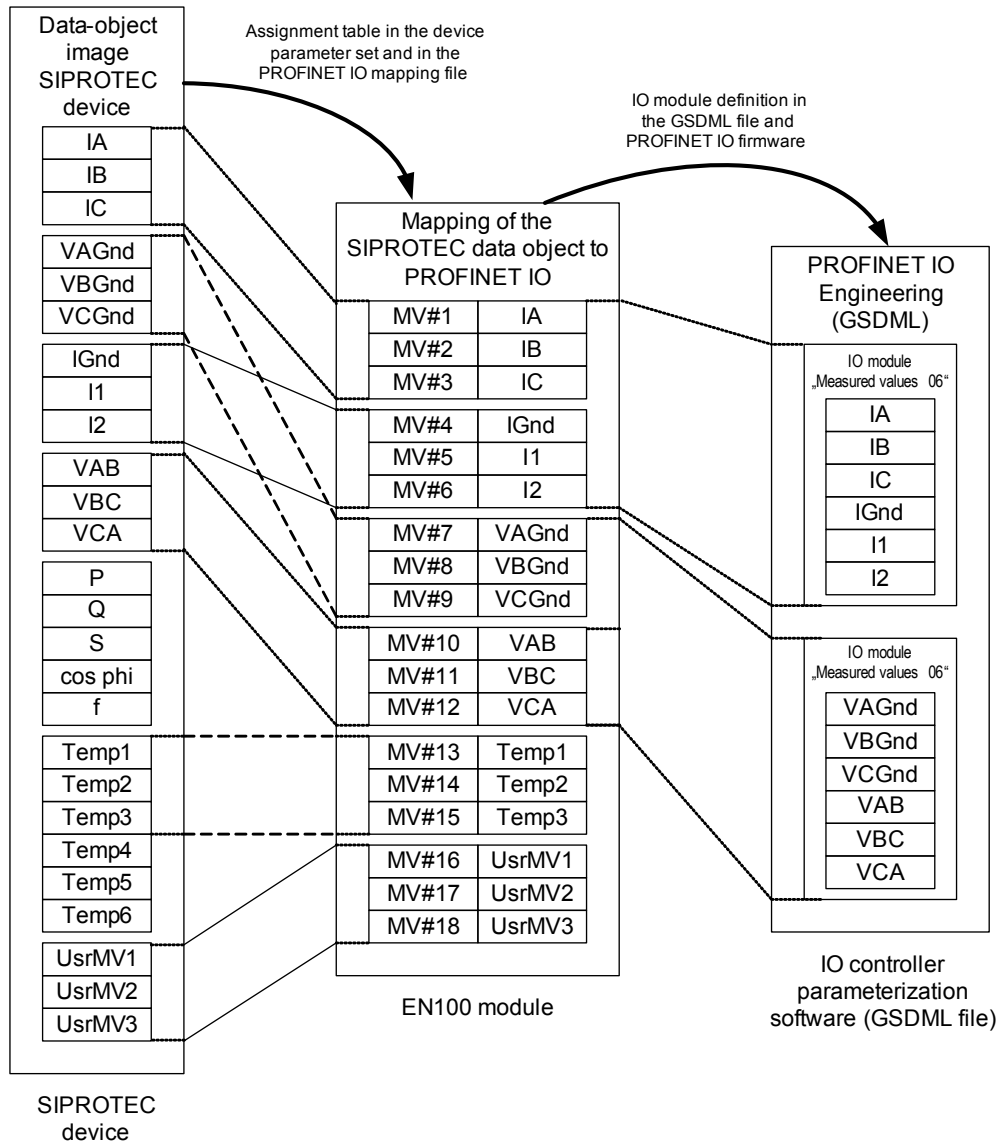 Data-object
image
SIPROTEC
device
IA
IB
IC
VAGnd
VBGnd
VCGnd
IGnd
I1
I2
VAB
VBC
VCA
P
Q
S
cos phi
f
Temp1
Temp2
Temp3
Temp4
Temp5
Temp6
UsrMV1
UsrMV2
UsrMV3
SIPROTEC
device
Assignment table in the device
parameter set and in the
PROFINET IO mapping file
Mapping of the
SIPROTEC data object to
PROFINET IO
MV#1 IA
MV#2 IB
MV#3 IC
MV#4 IGnd
MV#5 I1
MV#6 I2
MV#7 VAGnd
MV#8 VBGnd
MV#9 VCGnd
MV#10 VAB
MV#11 VBC
MV#12 VCA
MV#13 Temp1
MV#14 Temp2
MV#15 Temp3
MV#16 UsrMV1
MV#17 UsrMV2
MV#18 UsrMV3
EN100 module
IO module definition in
the GSDML file and
PROFINET IO firmware
PROFINET IO
Engineering
(GSDML)
IO module
„Measured values 06“
IA
IB
IC
IGnd
I1
I2
IO module
„Measured values 06“
VAGnd
VBGnd
VCGnd
VAB
VBC
VCA
IO controller
parameterization
software (GSDML file)